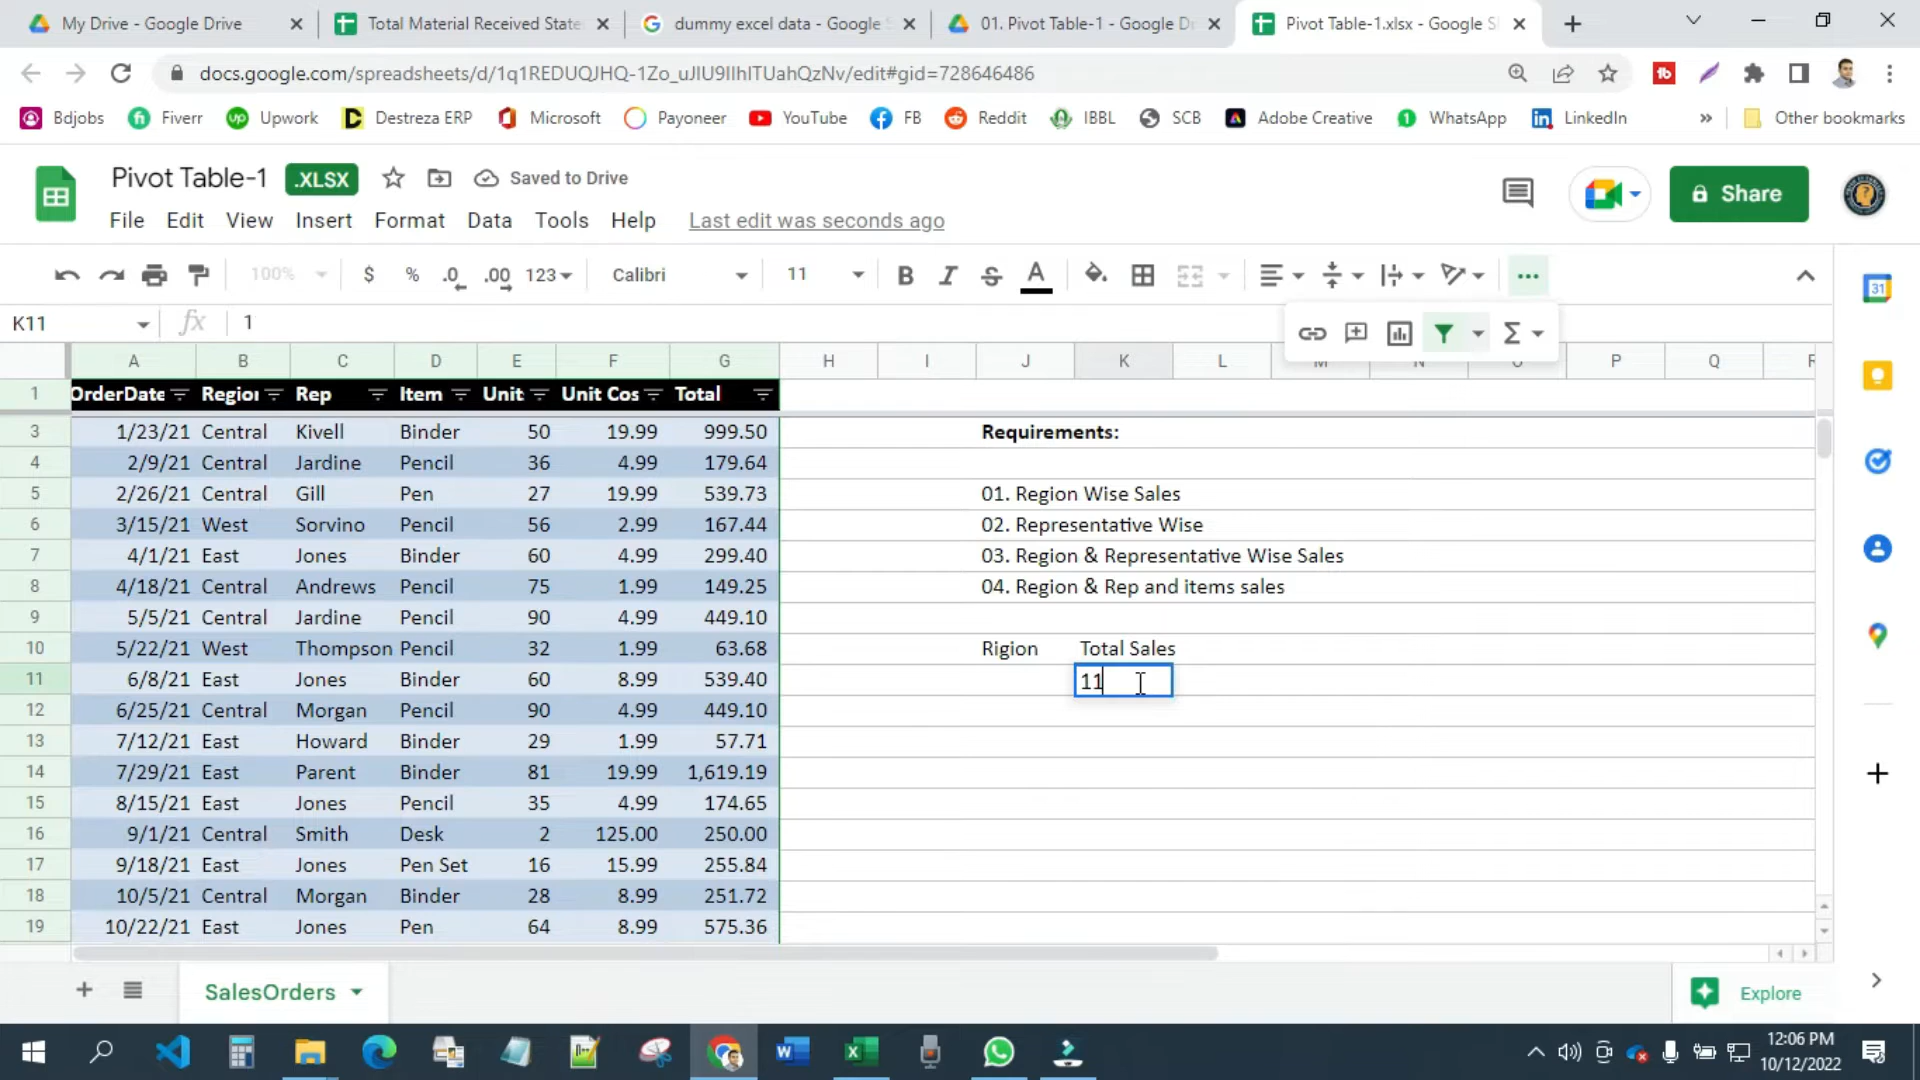 My Drive - Google Drive
Total Material Received State
dummy excel data - Google S
01. Pivot Table-1 - Google Dr
Pivot Table-1.xlsx - Google S
docs.google.com/spreadsheets/d/1q1REDUQJHQ-1Zo_uJIU9IIhITUahQzNv/edit#gid=728646486
Bdjobs Fiverr Upwork Destreza ERP Microsoft Payoneer YouTube FB Reddit IBBL SCB Adobe Creative WhatsApp LinkedIn » Other bookmarks
Pivot Table-1 .XLSX Saved to Drive
Share
File Edit View Insert Format Data Tools Help Last edit was seconds ago
100% $ % .0 .00 123 Calibri 11 B I S A
K11 fx 1
A B C D E F G H I J K L M N O P Q R
1 OrderDate Region Rep Item Unit Unit Cos Total
3 1/23/21 Central Kivell Binder 50 19.99 999.50 Requirements:
4 2/9/21 Central Jardine Pencil 36 4.99 179.64
5 2/26/21 Central Gill Pen 27 19.99 539.73 01. Region Wise Sales
6 3/15/21 West Sorvino Pencil 56 2.99 167.44 02. Representative Wise
7 4/1/21 East Jones Binder 60 4.99 299.40 03. Region & Representative Wise Sales
8 4/18/21 Central Andrews Pencil 75 1.99 149.25 04. Region & Rep and items sales
9 5/5/21 Central Jardine Pencil 90 4.99 449.10
10 5/22/21 West Thompson Pencil 32 1.99 63.68 Rigion Total Sales
11 6/8/21 East Jones Binder 60 8.99 539.40 11
12 6/25/21 Central Morgan Pencil 90 4.99 449.10
13 7/12/21 East Howard Binder 29 1.99 57.71
14 7/29/21 East Parent Binder 81 19.99 1,619.19
15 8/15/21 East Jones Pencil 35 4.99 174.65
16 9/1/21 Central Smith Desk 2 125.00 250.00
17 9/18/21 East Jones Pen Set 16 15.99 255.84
18 10/5/21 Central Morgan Binder 28 8.99 251.72
19 10/22/21 East Jones Pen 64 8.99 575.36
SalesOrders
Explore
12:06 PM
10/12/2022